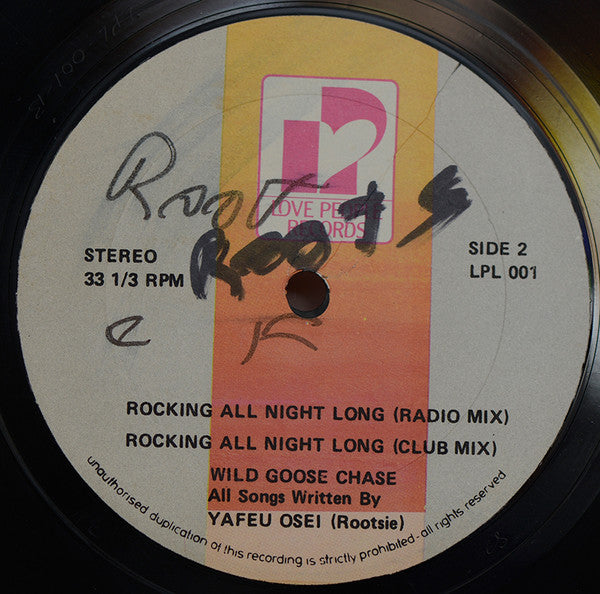 LOVE PEACE
RECORDS
Root
ROOTS
STEREO
33 1/3 RPM
SIDE 2
LPL 001
ROCKING ALL NIGHT LONG (RADIO MIX)
ROCKING ALL NIGHT LONG (CLUB MIX)
WILD GOOSE CHASE
All Songs Written By
YAFEU OSEI (Rootsie)
unauthorised duplication of this recording is strictly prohibited-all rights reserved